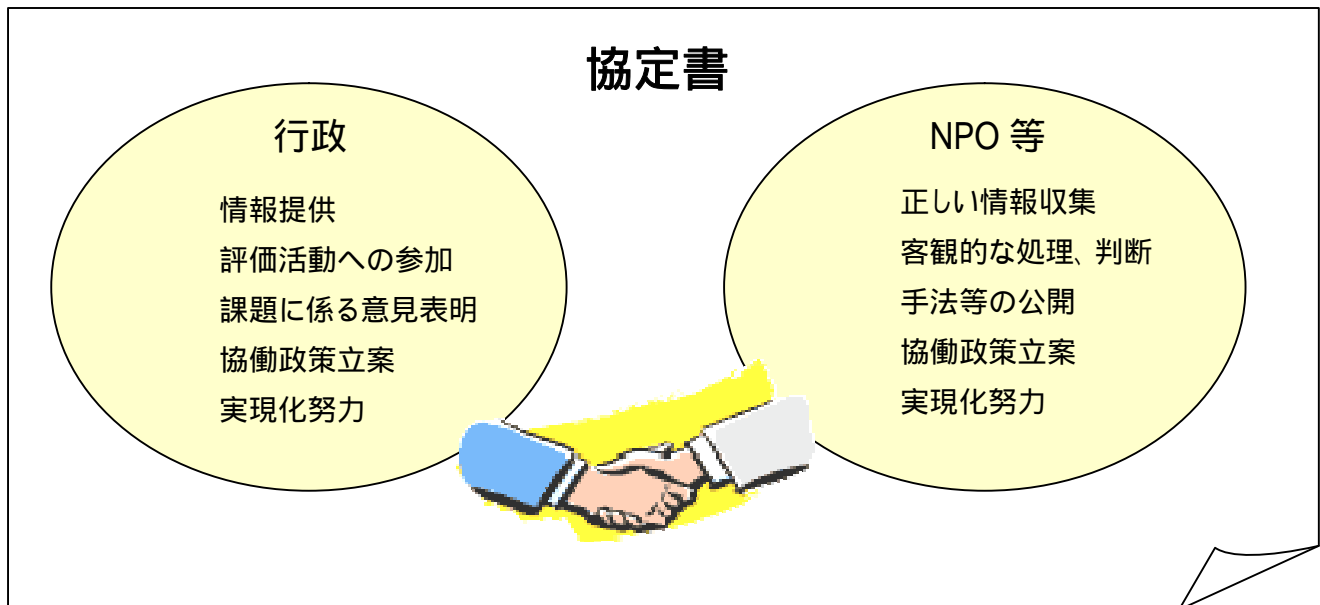 協定書
行政
情報提供
評価活動への参加
課題に係る意見表明
協働政策立案
実現化努力
NPO 等
正しい情報収集
客観的な処理、判断
手法等の公開
協働政策立案
実現化努力